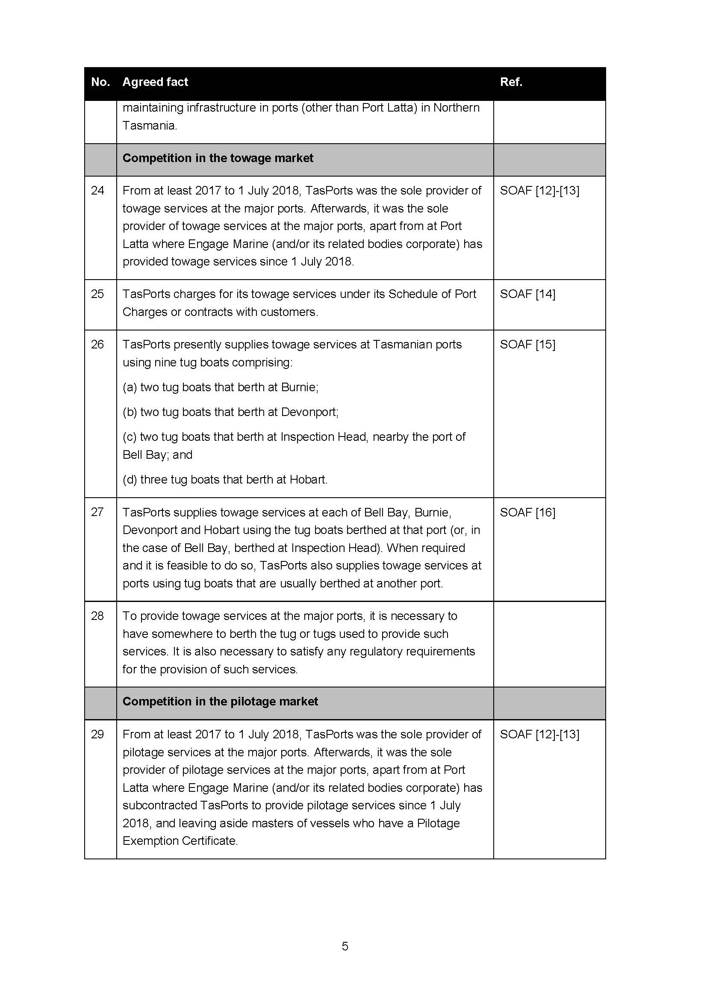 No. Agreed fact Ref.
maintaining infrastructure in ports (other than Port Latta) in Northern
Tasmania.
Competition in the towage market
24 From at least 2017 to 1 July 2018, TasPorts was the sole provider of SOAF [12]-[13]
towage services at the major ports. Afterwards, it was the sole
provider of towage services at the major ports, apart from at Port
Latta where Engage Marine (and/or its related bodies corporate) has
provided towage services since 1 July 2018.
25 TasPorts charges for its towage services under its Schedule of Port SOAF [14]
Charges or contracts with customers.
26 TasPorts presently supplies towage services at Tasmanian ports SOAF [15]
using nine tug boats comprising:
(a) two tug boats that berth at Burnie;
(b) two tug boats that berth at Devonport;
(c) two tug boats that berth at Inspection Head, nearby the port of
Bell Bay; and
(d) three tug boats that berth at Hobart.
27 TasPorts supplies towage services at each of Bell Bay, Burnie, SOAF [16]
Devonport and Hobart using the tug boats berthed at that port (or, in
the case of Bell Bay, berthed at Inspection Head). When required
and it is feasible to do so, TasPorts also supplies towage services at
ports using tug boats that are usually berthed at another port.
28 To provide towage services at the major ports, it is necessary to
have somewhere to berth the tug or tugs used to provide such
services. It is also necessary to satisfy any regulatory requirements
for the provision of such services.
Competition in the pilotage market
29 From at least 2017 to 1 July 2018, TasPorts was the sole provider of SOAF [12]-[13]
pilotage services at the major ports. Afterwards, it was the sole
provider of pilotage services at the major ports, apart from at Port
Latta where Engage Marine (and/or its related bodies corporate) has
subcontracted TasPorts to provide pilotage services since 1 July
2018, and leaving aside masters of vessels who have a Pilotage
Exemption Certificate.
5